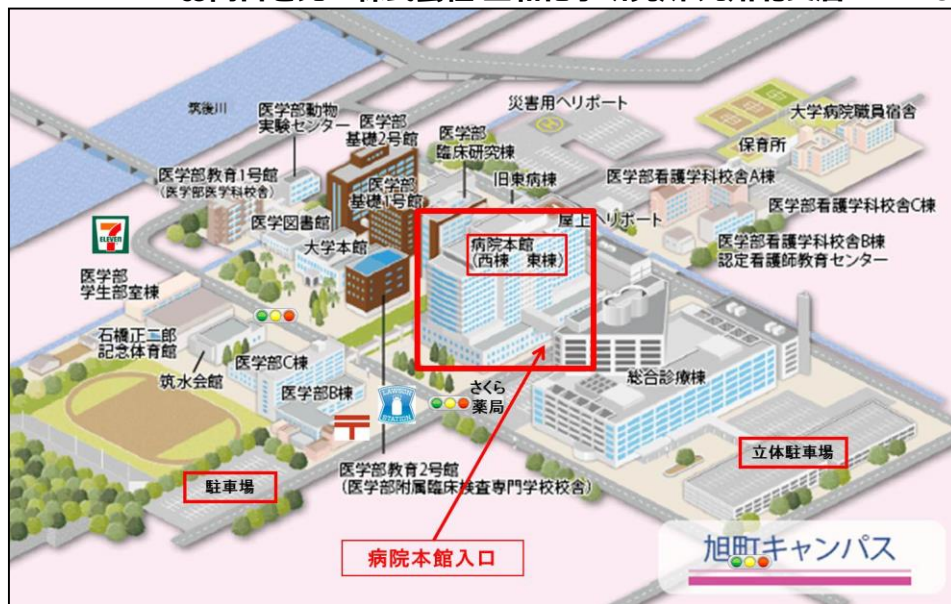 筑後川
医学部動物
実験センター
医学部
基礎2号館
医学部
臨床研究棟
災害用ヘリポート
大学病院職員宿舎
保育所
医学部教育1号館
(医学部医学科校舎)
医学部
基礎1号館
旧東病棟
医学部看護学科校舎A棟
医学図書館
大学本館
屋上ヘリポート
病院本館
(西棟 東棟)
医学部看護学科校舎C棟
医学部看護学科校舎B棟
認定看護師教育センター
7
ELEVEN
医学部
学生部室棟
石橋正二郎
記念体育館
筑水会館
医学部C棟
医学部B棟
LAWSON
STATION
さくら
薬局
総合診療棟
立体駐車場
駐車場
医学部教育2号館
(医学部附属臨床検査専門学校校舎)
病院本館入口
旭町キャンパス